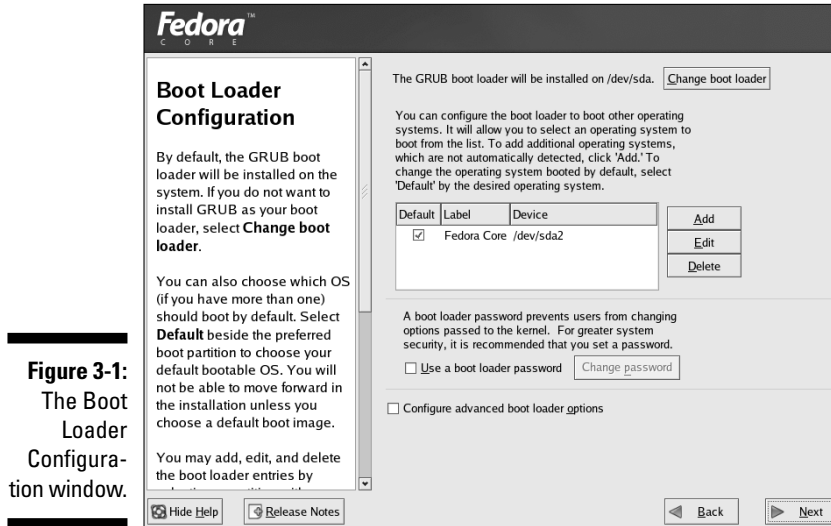 Fedora™
CORE
Boot Loader
Configuration
By default, the GRUB boot
loader will be installed on the
system. If you do not want to
install GRUB as your boot
loader, select Change boot
loader.
You can also choose which OS
(if you have more than one)
should boot by default. Select
Default beside the preferred
boot partition to choose your
default bootable OS. You will
not be able to move forward in
the installation unless you
choose a default boot image.
You may add, edit, and delete
the boot loader entries by
The GRUB boot loader will be installed on /dev/sda. Change boot loader
You can configure the boot loader to boot other operating
systems. It will allow you to select an operating system to
boot from the list. To add additional operating systems,
which are not automatically detected, click 'Add.' To
change the operating system booted by default, select
'Default' by the desired operating system.
Default Label Device
Fedora Core /dev/sda2
Add
Edit
Delete
A boot loader password prevents users from changing
options passed to the kernel. For greater system
security, it is recommended that you set a password.
Use a boot loader password Change password
Configure advanced boot loader options
Hide Help Release Notes Back Next
Figure 3-1:
The Boot
Loader
Configura-
tion window.